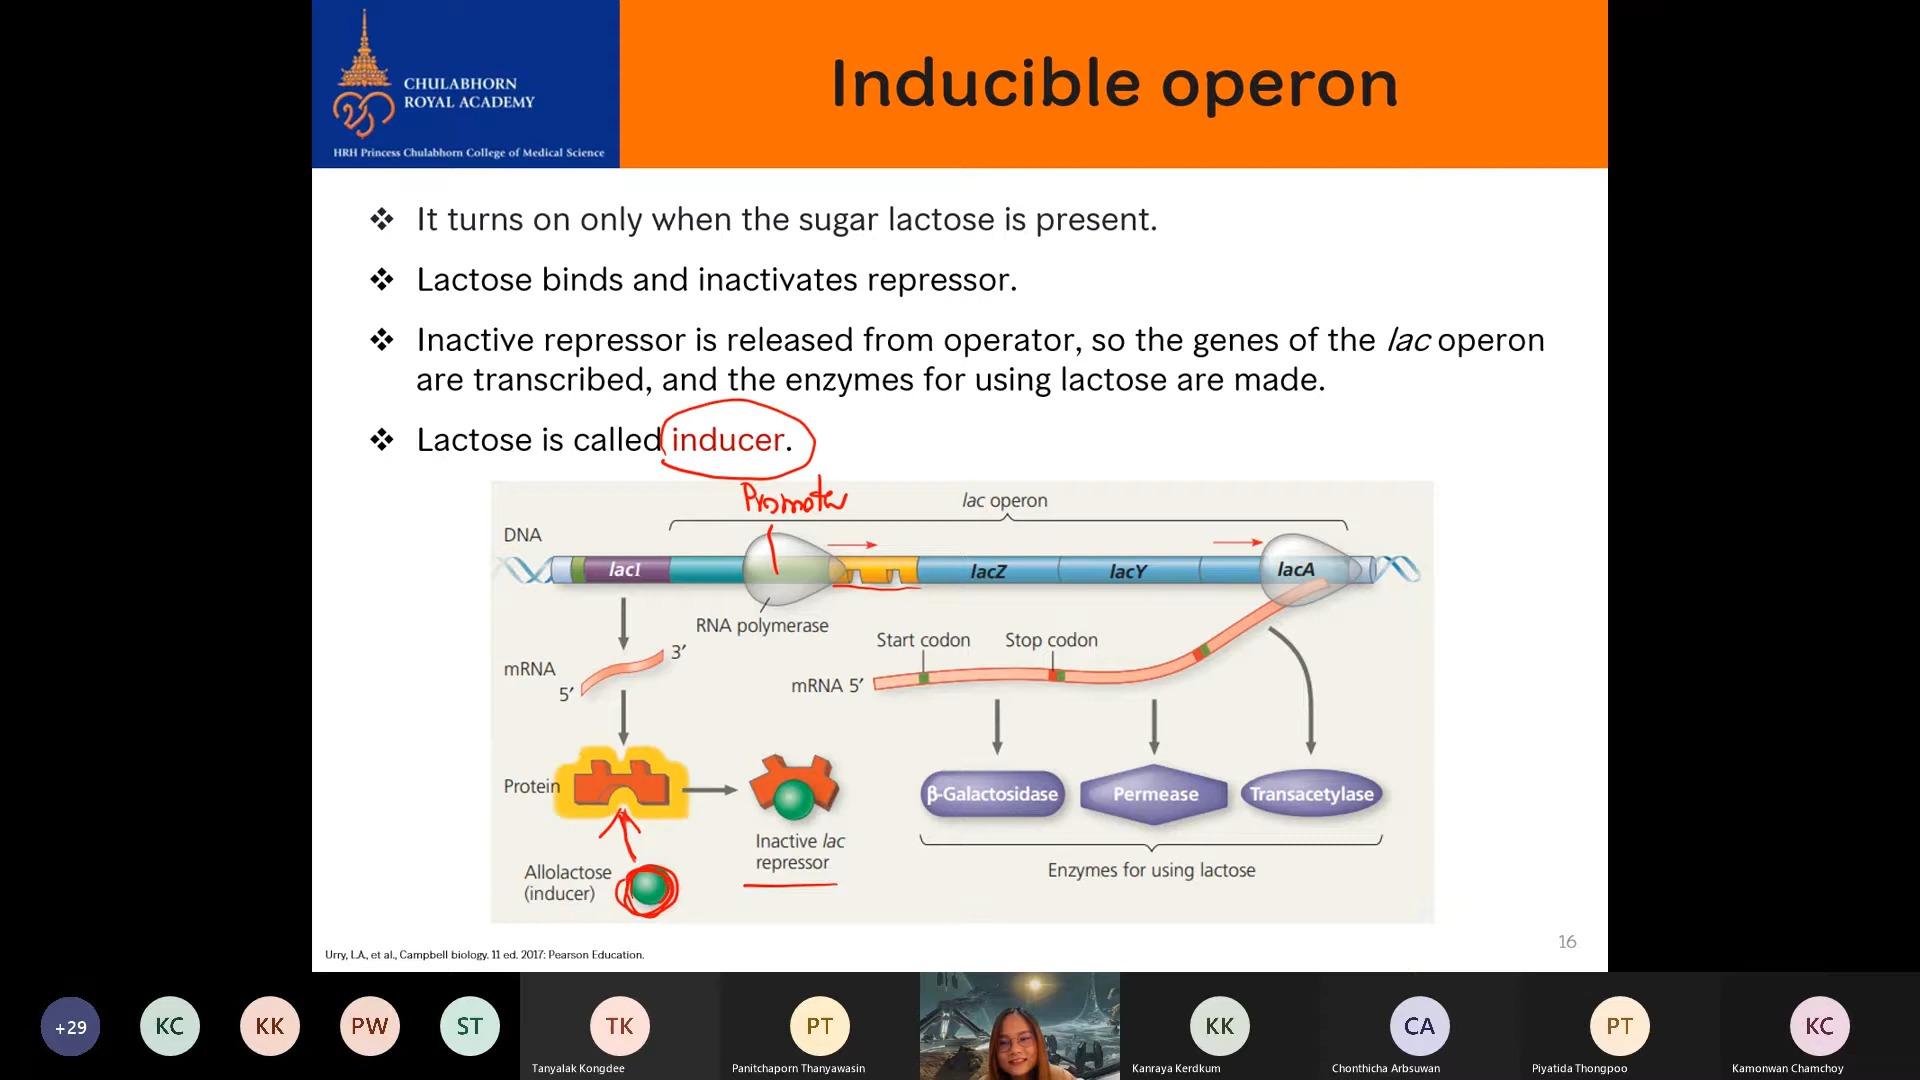 CHULABHORN
ROYAL ACADEMY
HRH Princess Chulabhorn College of Medical Science
Inducible operon
It turns on only when the sugar lactose is present.
Lactose binds and inactivates repressor.
Inactive repressor is released from operator, so the genes of the lac operon
are transcribed, and the enzymes for using lactose are made.
Lactose is called inducer.
Promoter
lac operon
DNA
lacI
lacZ
lacY
lacA
RNA polymerase
Start codon
Stop codon
3′
mRNA
5′
mRNA 5′
Protein
β-Galactosidase
Permease
Transacetylase
Inactive lac
repressor
Allolactose
(inducer)
Enzymes for using lactose
16
Urry, L.A., et al., Campbell biology. 11 ed. 2017: Pearson Education.
+29
KC
KK
PW
ST
TK
PT
KK
CA
PT
KC
Tanyalak Kongdee
Panitchaporn Thanyawasin
Kanraya Kerdkum
Chonthicha Arbsuwan
Piyatida Thongpoo
Kamonwan Chamchoy